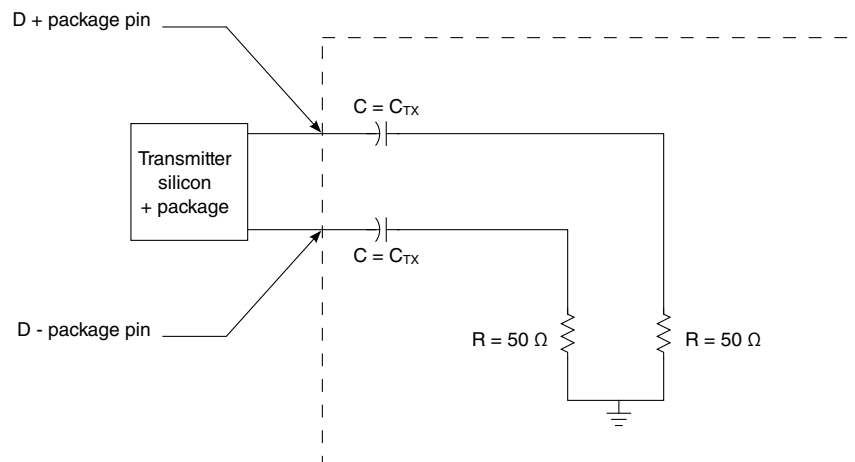 D + package pin
C = CTX
Transmitter
silicon
+ package
C = CTX
D - package pin
R = 50 Ω
R = 50 Ω